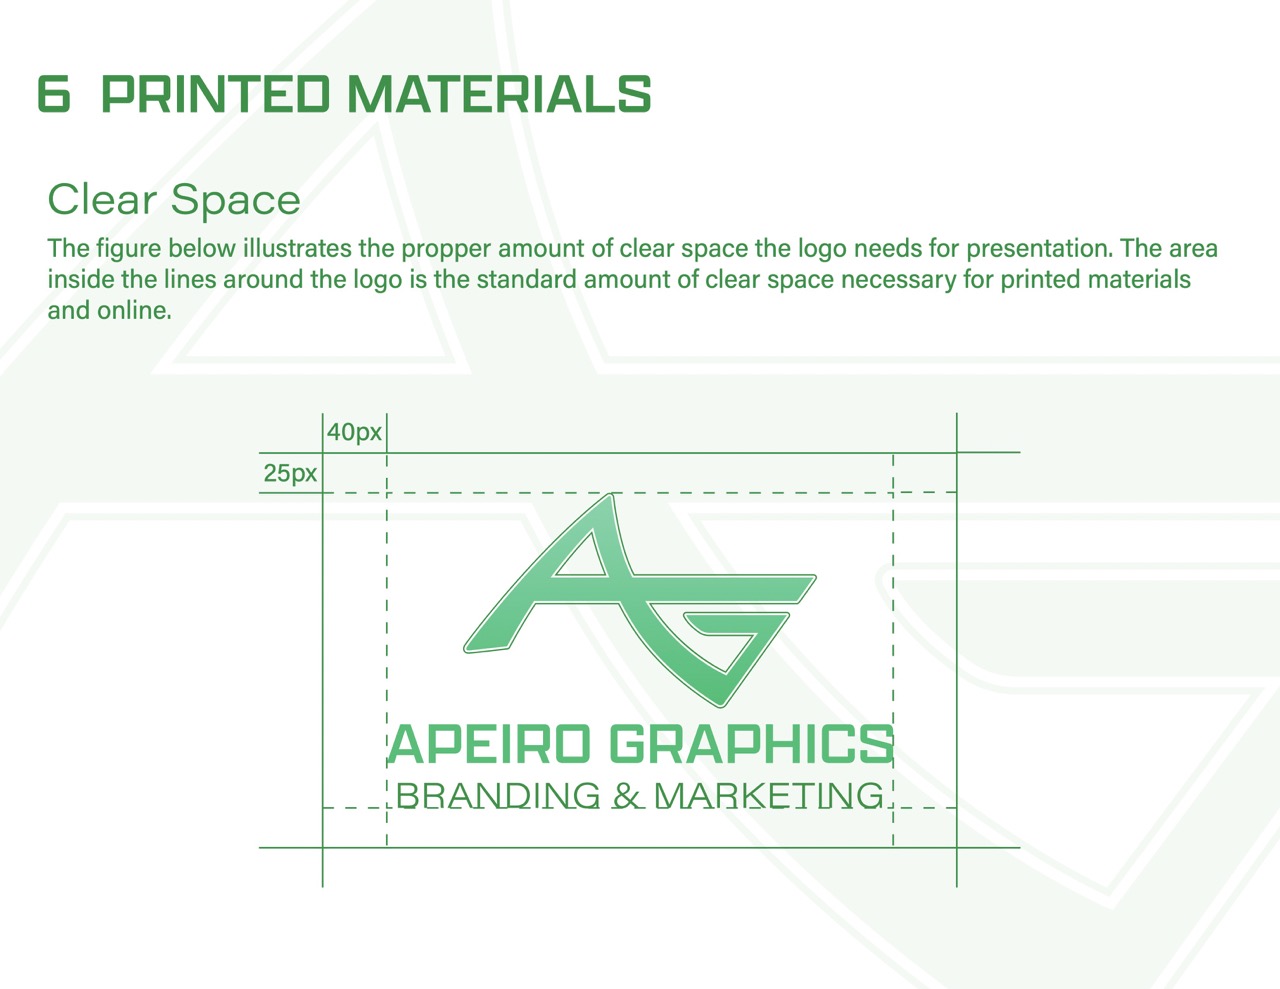 6 PRINTED MATERIALS
Clear Space
The figure below illustrates the propper amount of clear space the logo needs for presentation. The area
inside the lines around the logo is the standard amount of clear space necessary for printed materials
and online.
40px
25px
AG
APEIRO GRAPHICS
BRANDING & MARKETING